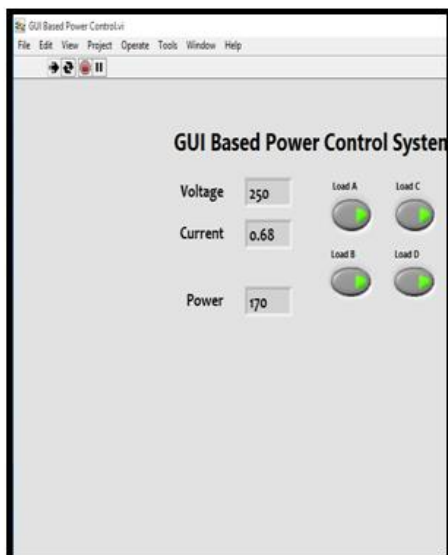 GUI Based Power Control.vi
File Edit View Project Operate Tools Window Help
GUI Based Power Control System
Voltage 250
Load A Load C
Current 0.68
Load B Load D
Power 170